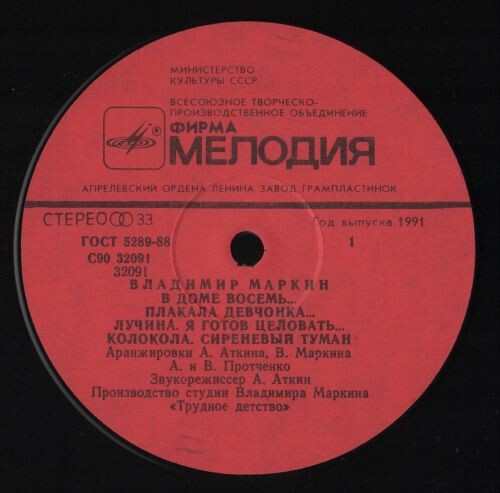 МИНИСТЕРСТВО
КУЛЬТУРЫ СССР
ВСЕСОЮЗНОЕ ТВОРЧЕСКО-
ПРОИЗВОДСТВЕННОЕ ОБЪЕДИНЕНИЕ
ФИРМА
МЕЛОДИЯ
АПРЕЛЕВСКИЙ ОРДЕНА ЛЕНИНА ЗАВОД ГРАМПЛАСТИНОК
СТЕРЕО 33 Год выпуска 1991
ГОСТ 5289-88 1
С90 32091
32091
ВЛАДИМИР МАРКИН
В ДОМЕ ВОСЕМЬ...
ПЛАКАЛА ДЕВЧОНКА...
ЛУЧИНА. Я ГОТОВ ЦЕЛОВАТЬ...
КОЛОКОЛА. СИРЕНЕВЫЙ ТУМАН
Аранжировки А. Аткина, В. Маркина
А. и В. Протченко
Звукорежиссер А. Аткин
Производство студии Владимира Маркина
«Трудное детство»